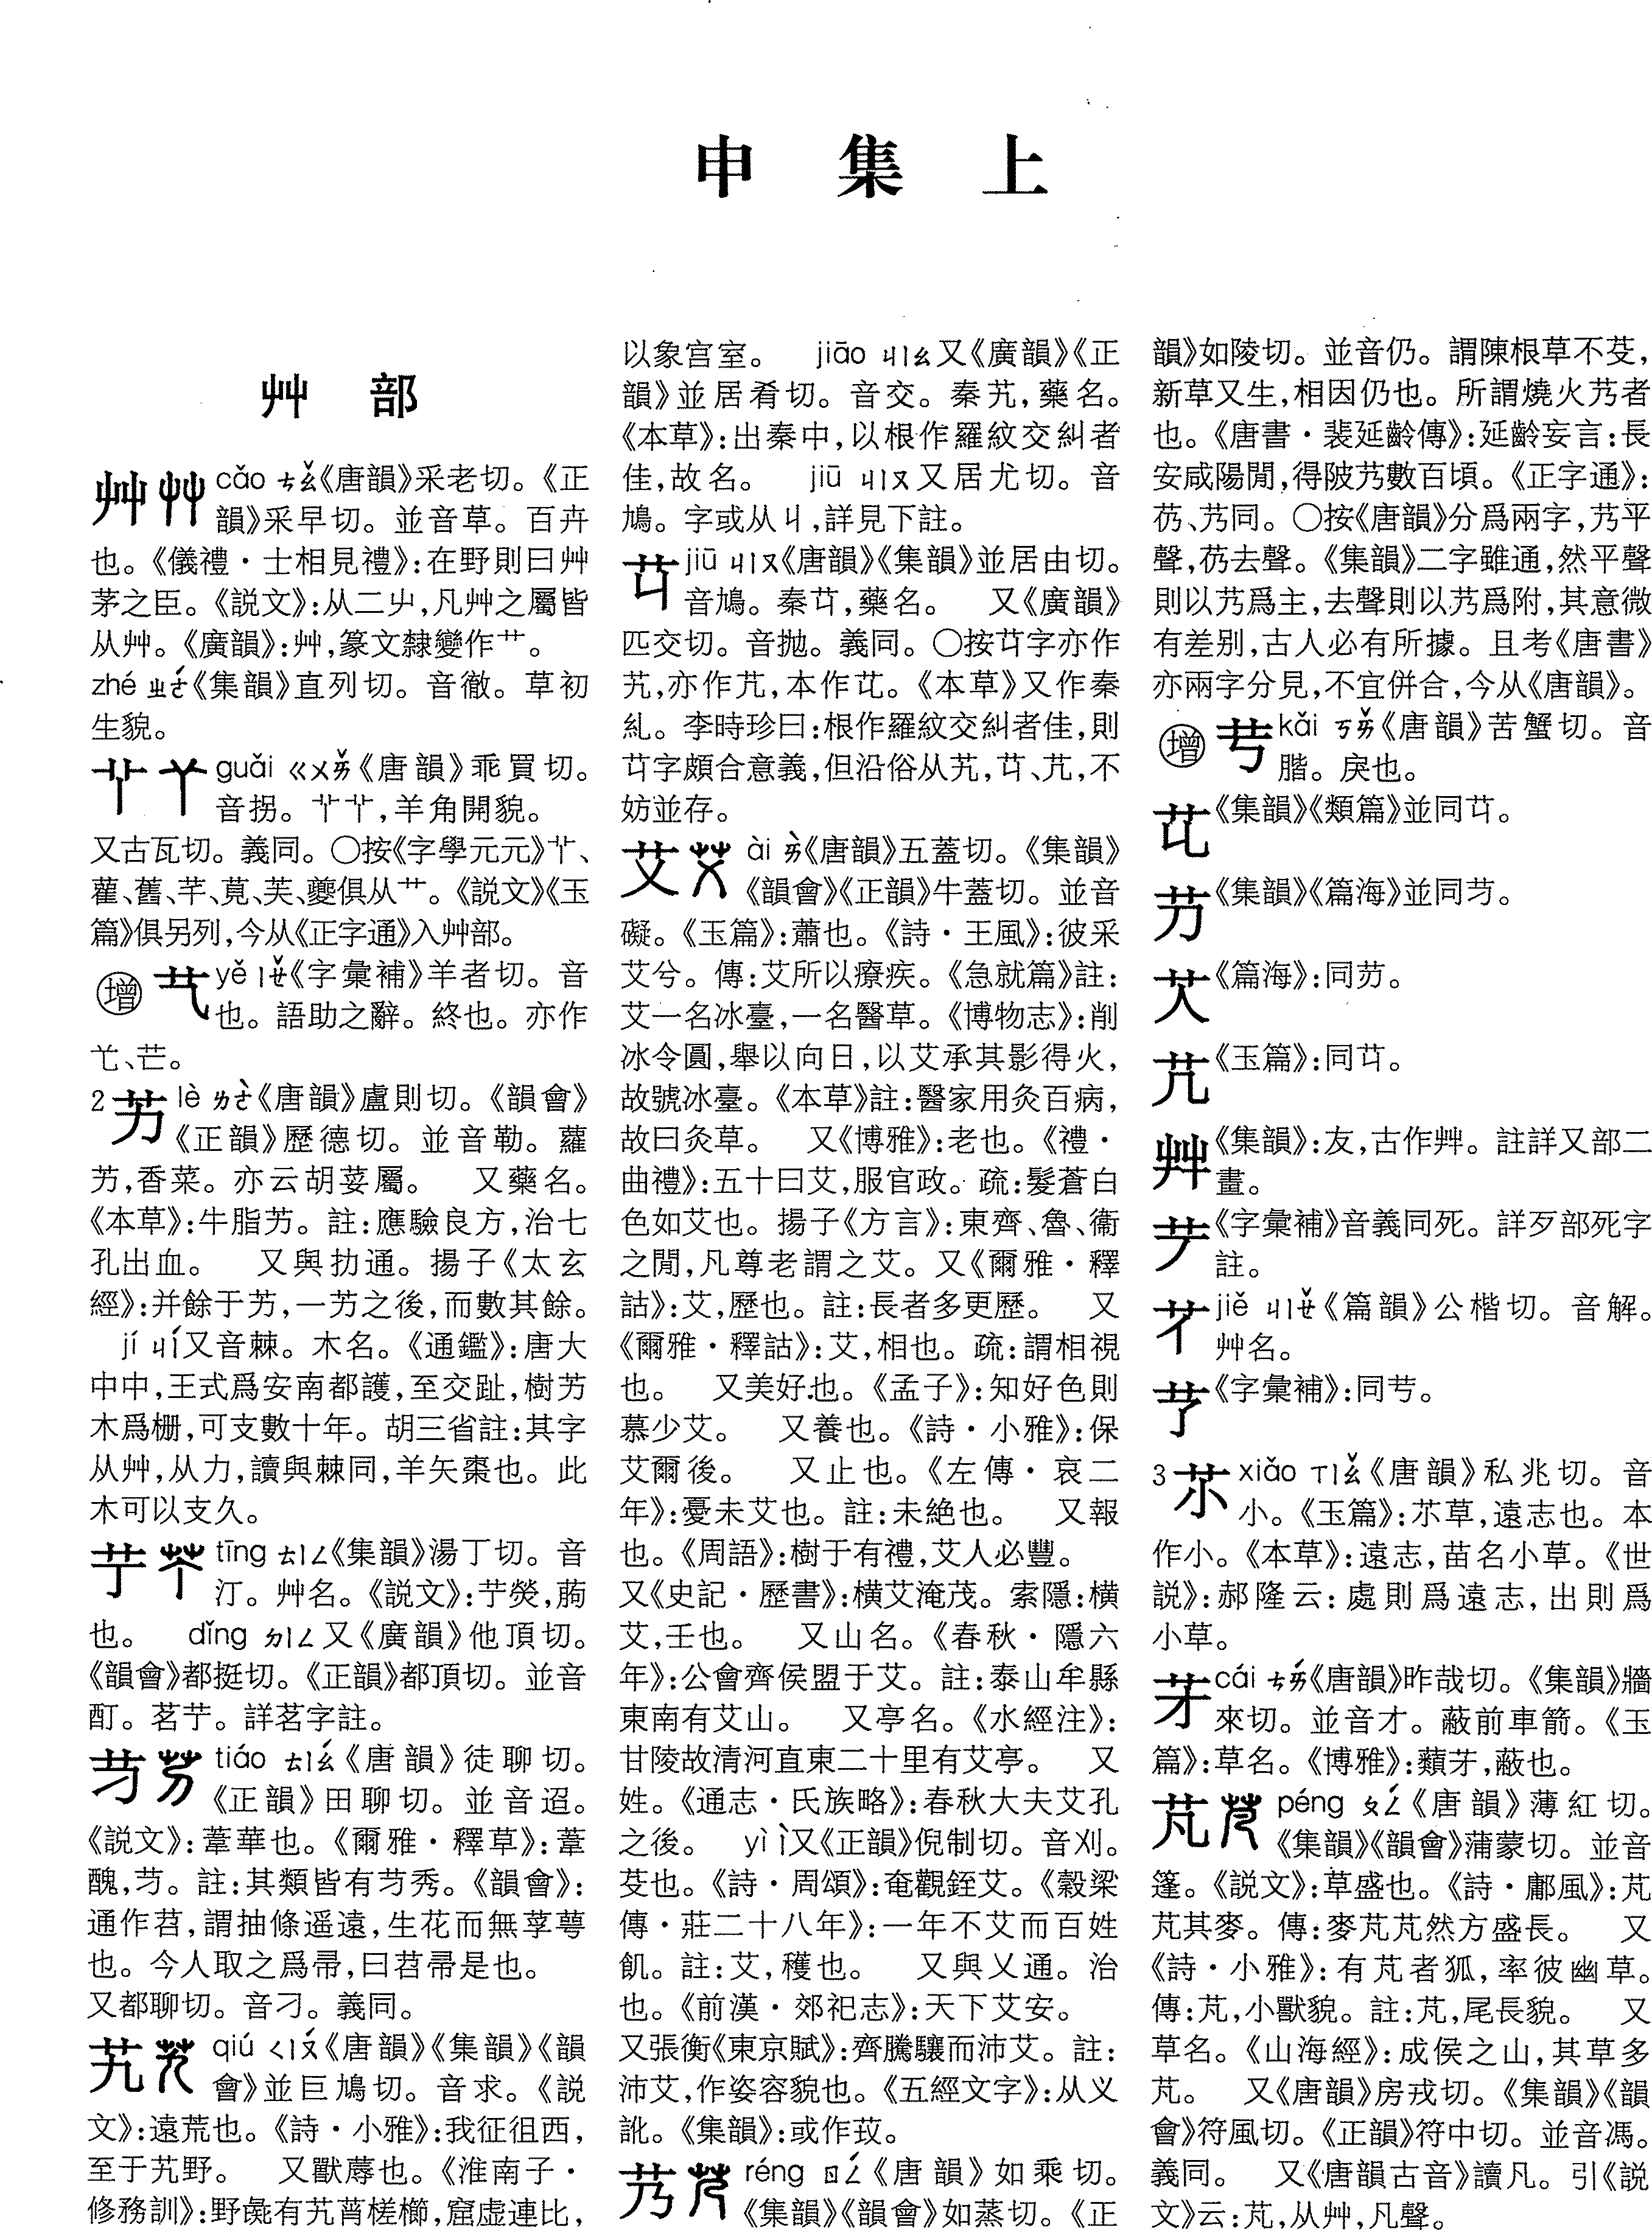 申集上
艸部
艸 cǎo ㄘㄠˇ《唐韻》采老切。《正
韻》采早切。並音草。百卉
也。《儀禮·士相見禮》:在野則曰艸
茅之臣。《説文》:从二屮,凡艸之屬皆
从艸。《廣韻》:艸,篆文隸變作艹。
zhé ㄓㄜˊ《集韻》直列切。音徹。草初
生貌。
guǎi ㄍㄨㄞˇ《唐韻》乖買切。
音拐。羊角開貌。
又古瓦切。義同。○按《字學元元》
雚、舊、芈、萈、芙、夔俱从艹。《説文》《玉
篇》俱另列,今从《正字通》入艸部。
增 yě ㄧㄝˇ《字彙補》羊者切。音
也。語助之辭。終也。亦作
芒。
2 艻 lè ㄌㄜˋ《唐韻》盧則切。《韻會》
《正韻》歷德切。並音勒。蘿
艻,香菜。亦云胡荽屬。 又藥名。
《本草》:牛脂艻。註:應驗良方,治七
孔出血。 又與扐通。揚子《太玄
經》:并餘于艻,一艻之後,而數其餘。
jí ㄐㄧˊ又音棘。木名。《通鑑》:唐大
中中,王式爲安南都護,至交趾,樹艻
木爲栅,可支數十年。胡三省註:其字
从艸,从力,讀與棘同,羊矢棗也。此
木可以支久。
艼 tīng ㄊㄧㄥ《集韻》湯丁切。音
汀。艸名。《説文》:艼熒,䓇
也。 dǐng ㄉㄧㄥ又《廣韻》他頂切。
《韻會》都挺切。《正韻》都頂切。並音
酊。茗艼。詳茗字註。
芀 tiáo ㄊㄧㄠˊ《唐韻》徒聊切。
《正韻》田聊切。並音迢。
《説文》:葦華也。《爾雅·釋草》:葦
醜,芀。註:其類皆有芀秀。《韻會》:
通作苕,謂抽條遥遠,生花而無莩萼
也。今人取之爲帚,曰苕帚是也。
又都聊切。音刁。義同。
艽 qiú ㄑㄧㄡˊ《唐韻》《集韻》《韻
會》並巨鳩切。音求。《説
文》:遠荒也。《詩·小雅》:我征徂西,
至于艽野。 又獸蓐也。《淮南子·
修務訓》:野彘有艽莦槎櫛,窟虚連比,
以象宫室。 jiāo ㄐㄧㄠ又《廣韻》《正
韻》並居肴切。音交。秦艽,藥名。
《本草》:出秦中,以根作羅紋交糾者
佳,故名。 jiū ㄐㄧㄡ又居尤切。音
鳩。字或从丩,詳見下註。
芁 jiū ㄐㄧㄡ《唐韻》《集韻》並居由切。
音鳩。秦,藥名。 又《廣韻》
匹交切。音抛。義同。○按字亦作
艽,亦作芃,本作。《本草》又作秦
糺。李時珍曰:根作羅紋交糾者佳,則
字頗合意義,但沿俗从艽,不
妨並存。
艾 ài ㄞˋ《唐韻》五蓋切。《集韻》
《韻會》《正韻》牛蓋切。並音
礙。《玉篇》:蕭也。《詩·王風》:彼采
艾兮。傳:艾所以療疾。《急就篇》註:
艾一名冰臺,一名醫草。《博物志》:削
冰令圓,舉以向日,以艾承其影得火,
故號冰臺。《本草》註:醫家用灸百病,
故曰灸草。 又《博雅》:老也。《禮·
曲禮》:五十曰艾,服官政。疏:髮蒼白
色如艾也。揚子《方言》:東齊、魯、衞
之閒,凡尊老謂之艾。又《爾雅·釋
詁》:艾,歷也。註:長者多更歷。 又
《爾雅·釋詁》:艾,相也。疏:謂相視
也。 又美好也。《孟子》:知好色則
慕少艾。 又養也。《詩·小雅》:保
艾爾後。 又止也。《左傳·哀二
年》:憂未艾也。註:未絶也。 又報
也。《周語》:樹于有禮,艾人必豐。
又《史記·歷書》:横艾淹茂。索隱:横
艾,壬也。 又山名。《春秋·隱六
年》:公會齊侯盟于艾。註:泰山牟縣
東南有艾山。 又亭名。《水經注》:
甘陵故清河直東二十里有艾亭。 又
姓。《通志·氏族略》:春秋大夫艾孔
之後。 yì ㄧˋ又《正韻》倪制切。音刈。
芟也。《詩·周頌》:奄觀銍艾。《榖梁
傳·莊二十八年》:一年不艾而百姓
飢。註:艾,穫也。 又與乂通。治
也。《前漢·郊祀志》:天下艾安。
又張衡《東京賦》:齊騰驤而沛艾。註:
沛艾,作姿容貌也。《五經文字》:从义
訛。《集韻》:或作苅。
艿 réng ㄖㄥˊ《唐韻》如乘切。
《集韻》《韻會》如蒸切。《正
韻》如陵切。並音仍。謂陳根草不芟,
新草又生,相因仍也。所謂燒火艿者
也。《唐書·裴延齡傳》:延齡妄言:長
安咸陽閒,得陂艿數百頃。《正字通》:
芿、艿同。○按《唐韻》分爲兩字,艿平
聲,芿去聲。《集韻》二字雖通,然平聲
則以艿爲主,去聲則以艿爲附,其意微
有差别,古人必有所據。且考《唐書》
亦兩字分見,不宜併合,今从《唐韻》。
增 kǎi ㄎㄞˇ《唐韻》苦蟹切。音
腊。戾也。
《集韻》《類篇》並同。
《集韻》《篇海》並同芀。
《篇海》:同艻。
《玉篇》:同。
《集韻》:友,古作艸。註詳又部二
畫。
《字彙補》音義同死。詳歹部死字
註。
jiě ㄐㄧㄝˇ《篇韻》公楷切。音解。
艸名。
《字彙補》:同。
3 芣 xiǎo ㄒㄧㄠˇ《唐韻》私兆切。音
小。《玉篇》:草,遠志也。本
作小。《本草》:遠志,苗名小草。《世
説》:郝隆云:處則爲遠志,出則爲
小草。
芽 cái ㄘㄞˊ《唐韻》昨哉切。《集韻》牆
來切。並音才。蔽前車箭。《玉
篇》:草名。《博雅》:蔽也。
芃 péng ㄆㄥˊ《唐韻》薄紅切。
《集韻》《韻會》蒲蒙切。並音
篷。《説文》:草盛也。《詩·鄘風》:芃
芃其麥。傳:麥芃芃然方盛長。 又
《詩·小雅》:有芃者狐,率彼幽草。
傳:芃,小獸貌。註:芃,尾長貌。 又
草名。《山海經》:成侯之山,其草多
芃。 又《唐韻》房戎切。《集韻》《韻
會》符風切。《正韻》符中切。並音馮。
義同。 又《唐韻古音》讀凡。引《説
文》云:芃,从艸,凡聲。